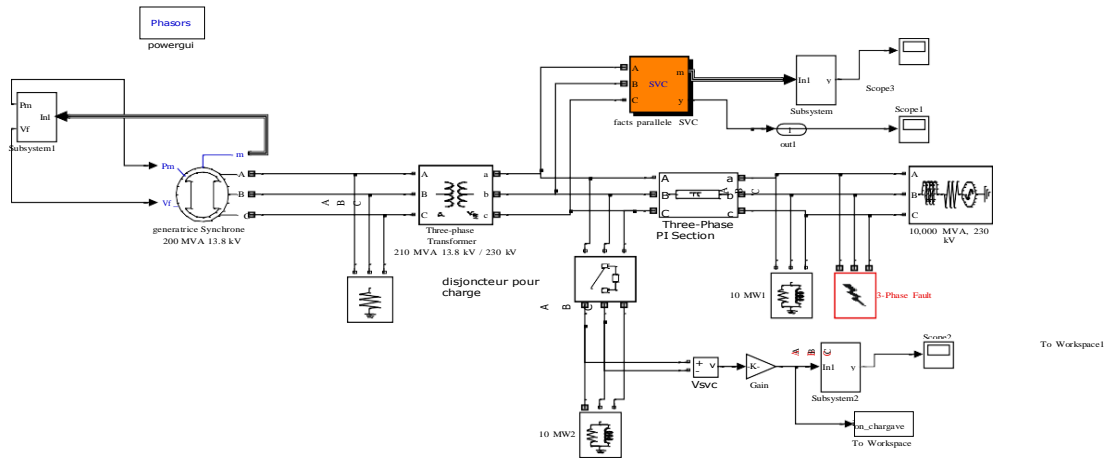 Phasors
powergui
Pm
Vf
In1
Subsystem1
Pm
Vf
m
A
B
C
generatrice Synchrone
200 MVA 13.8 kV
A B C
A
B
C
a
b
c
Three-phase
Transformer
210 MVA 13.8 kV / 230 kV
A
B
C
SVC
m
y
facts parallele SVC
In1
y
Subsystem
Scope3
1
out1
Scope1
disjoncteur pour
charge
A B C
A
B
C
a
b
c
A B C
Three-Phase
PI Section
A
B
C
10,000 MVA, 230
kV
10 MW1
3-Phase Fault
A B C
+
-
v
Vsvc
-K-
Gain
In1
y
Subsystem2
Scope2
To Workspace1
on_chargave
To Workspace
10 MW2